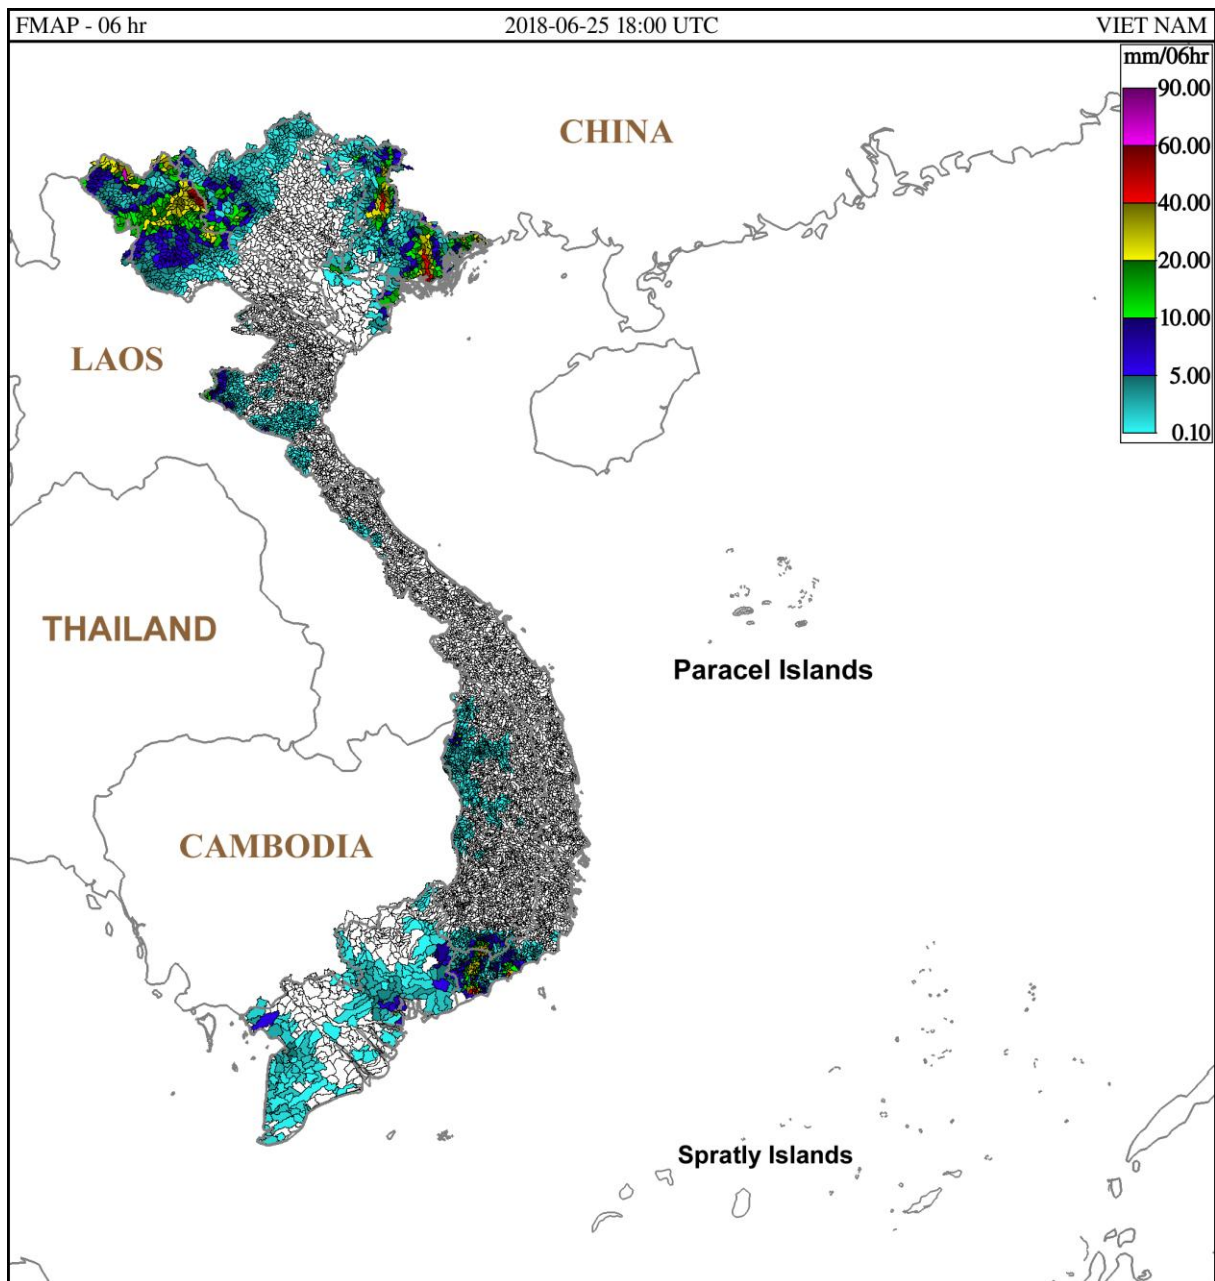 FMAP - 06 hr 2018-06-25 18:00 UTC VIET NAM
mm/06hr
90.00
60.00
40.00
20.00
10.00
5.00
0.10
CHINA
LAOS
THAILAND
Paracel Islands
CAMBODIA
Spratly Islands